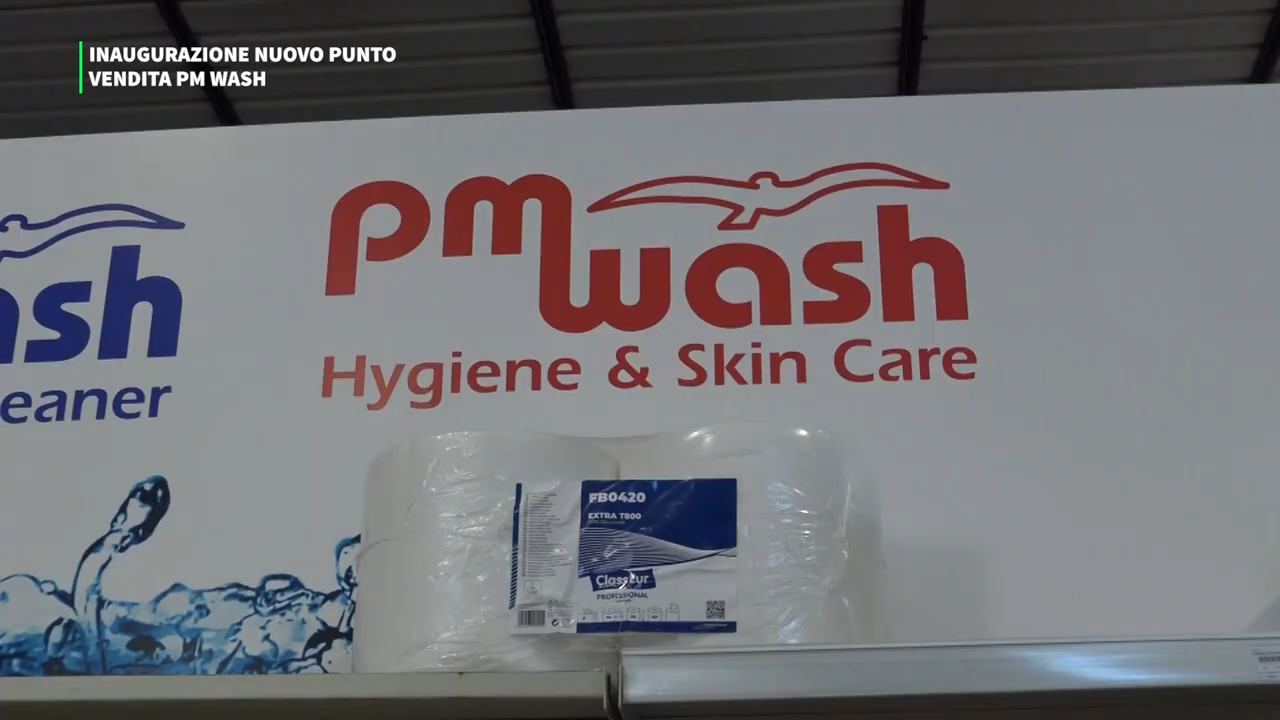 INAUGURAZIONE NUOVO PUNTO
VENDITA PM WASH
pm wash
Hygiene & Skin Care
ash
eaner
FB0420
EXTRA T800
ClassEur
PROFESSIONAL